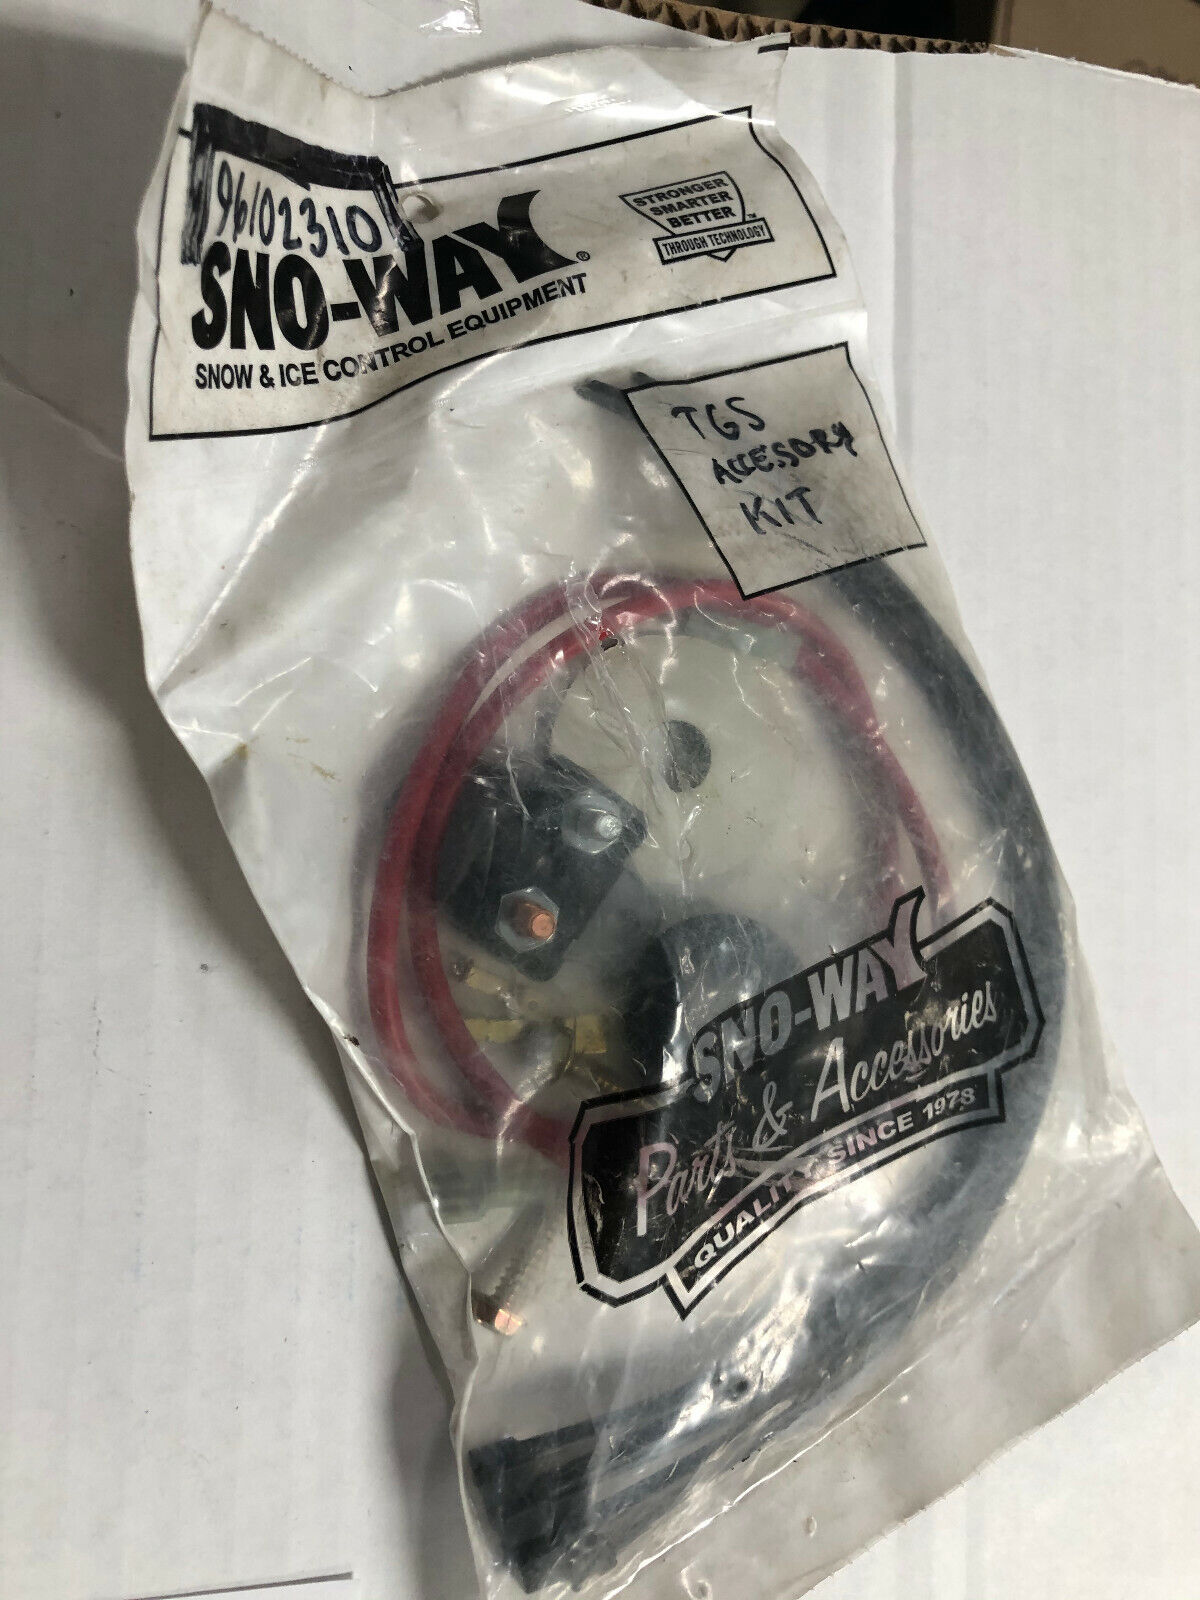 96102310
SNO-WAY®
SNOW & ICE CONTROL EQUIPMENT
STRONGER
SMARTER
BETTER™
THROUGH TECHNOLOGY
TGS
ACCESORY
KIT
SNO-WAY
Parts & Accessories
QUALITY SINCE 1978